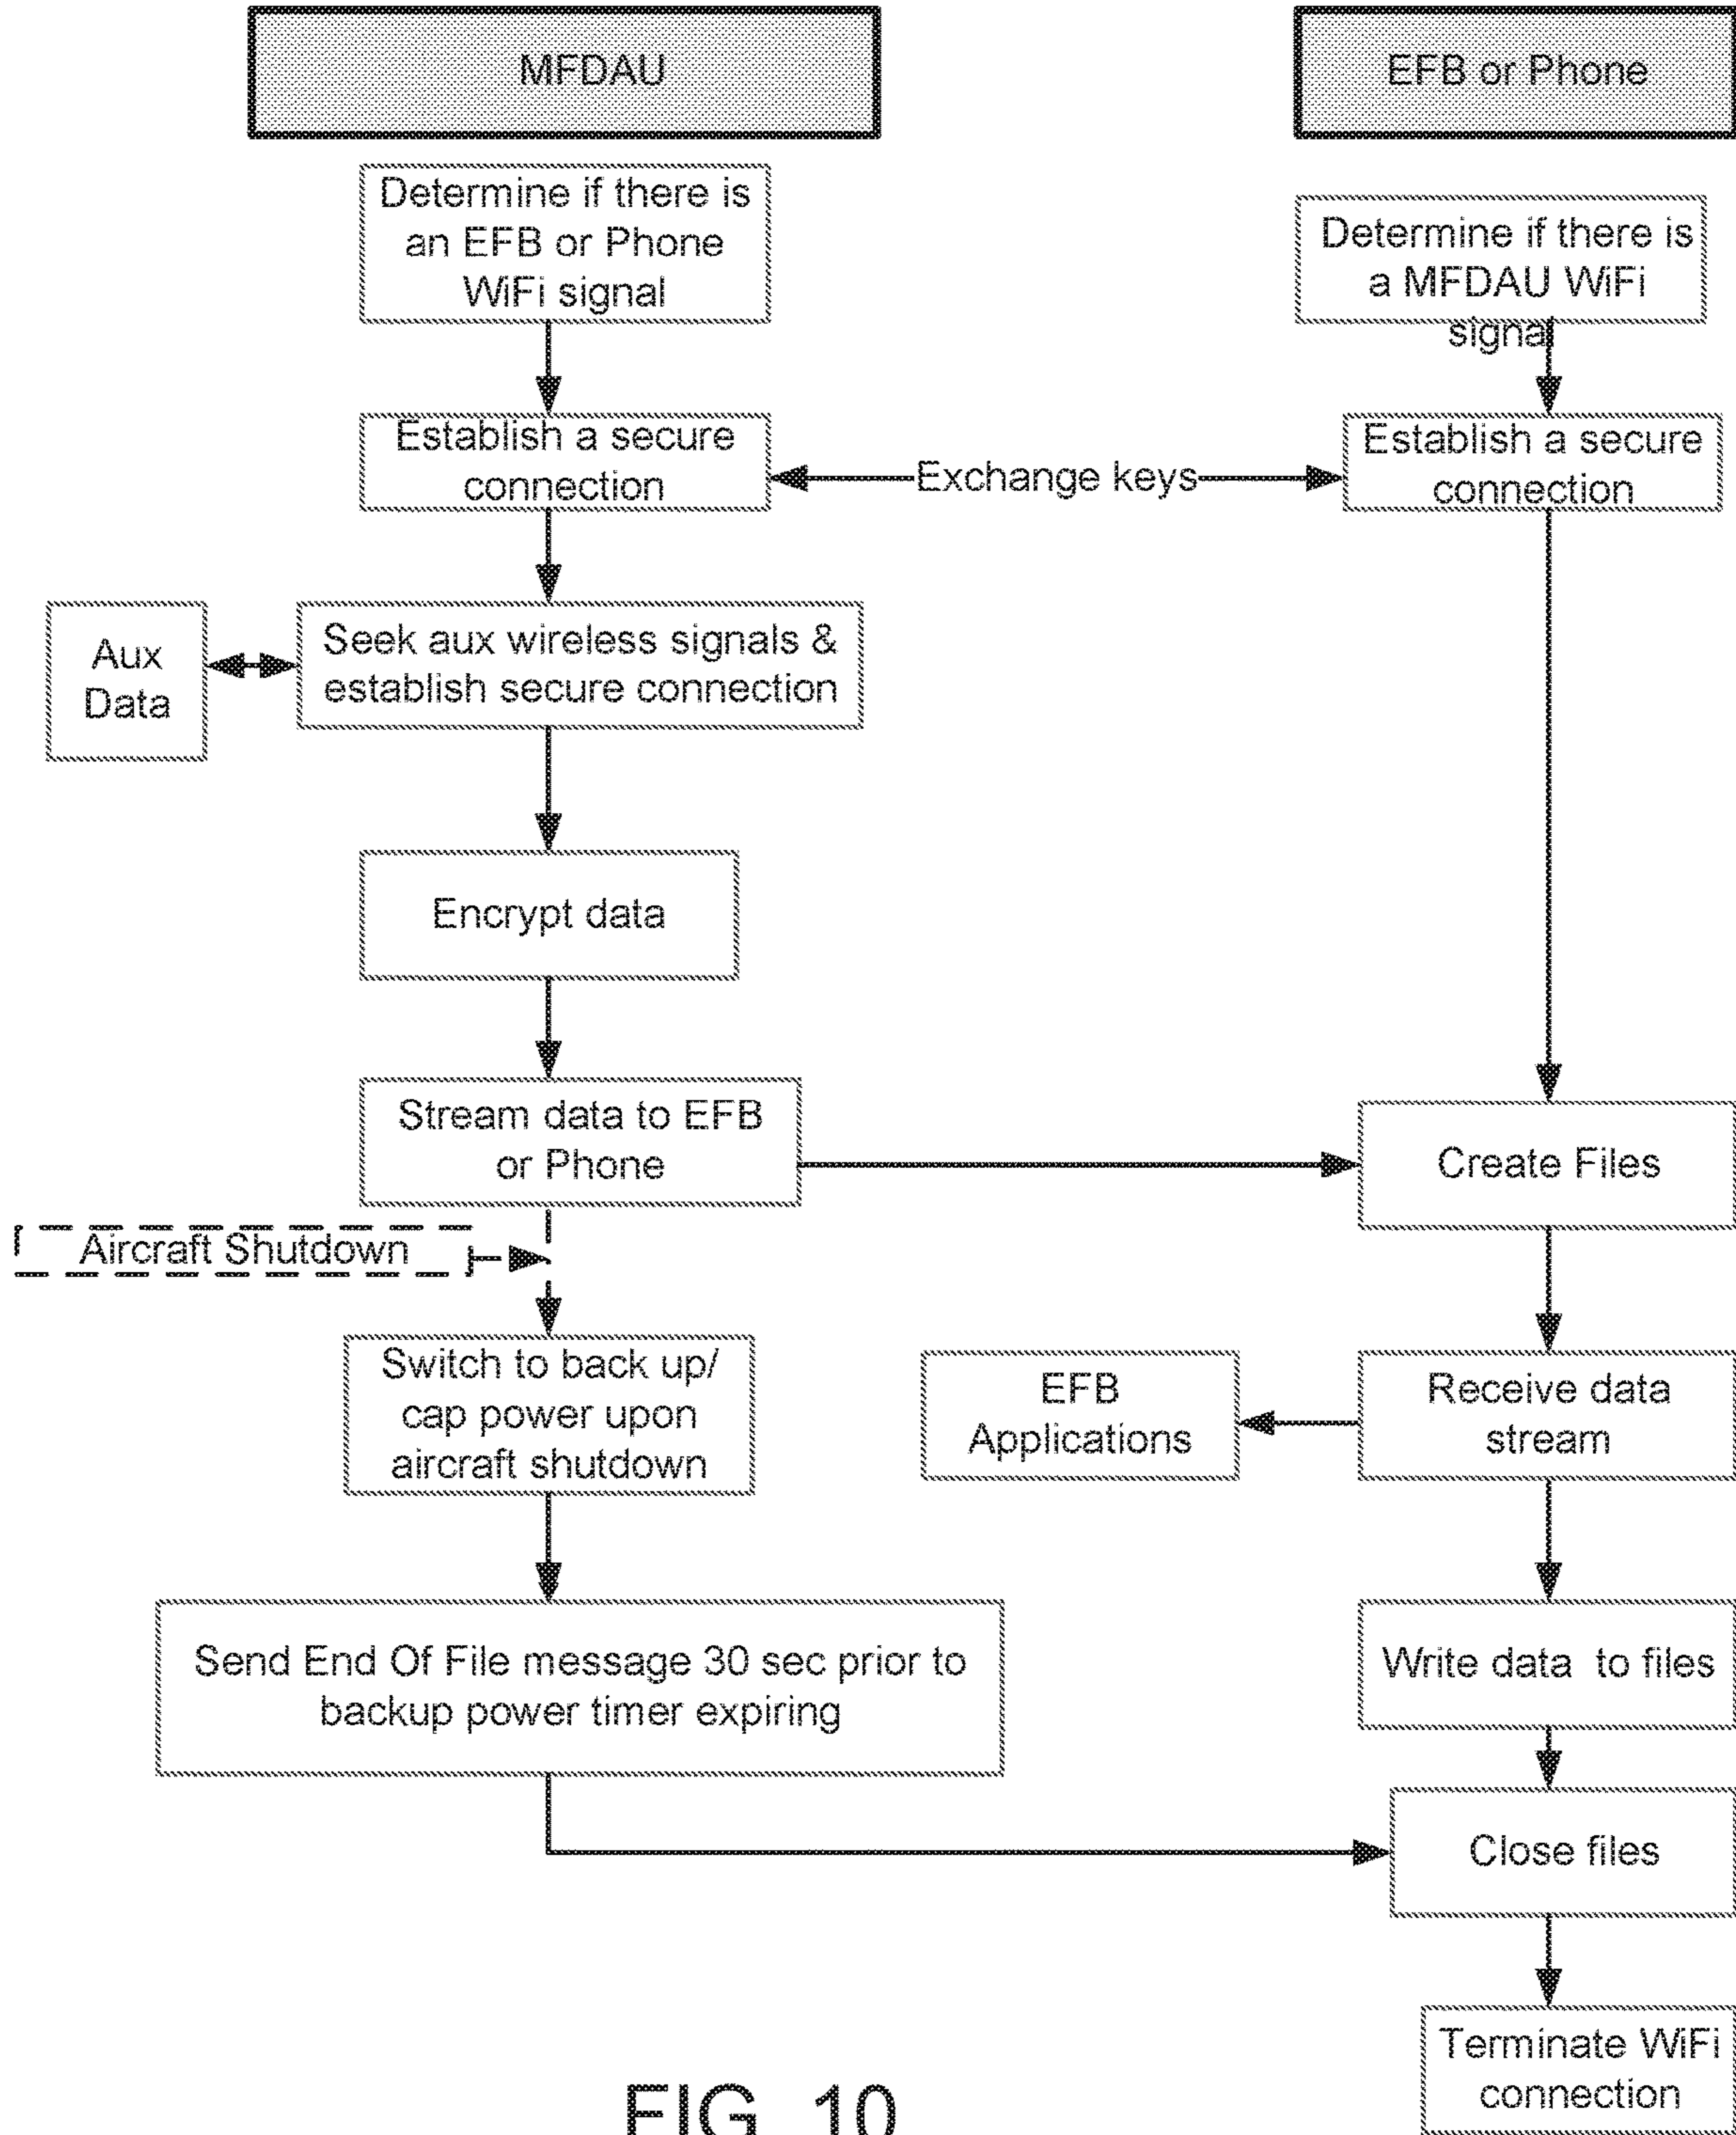 MFDAU
EFB or Phone
Determine if there is
an EFB or Phone
WiFi signal
Determine if there is
a MFDAU WiFi
signal
Establish a secure
connection
Exchange keys
Establish a secure
connection
Aux
Data
Seek aux wireless signals &
establish secure connection
Encrypt data
Stream data to EFB
or Phone
Create Files
Aircraft Shutdown
Switch to back up/
cap power upon
aircraft shutdown
EFB
Applications
Receive data
stream
Send End Of File message 30 sec prior to
backup power timer expiring
Write data to files
Close files
Terminate WiFi
connection
FIG. 10